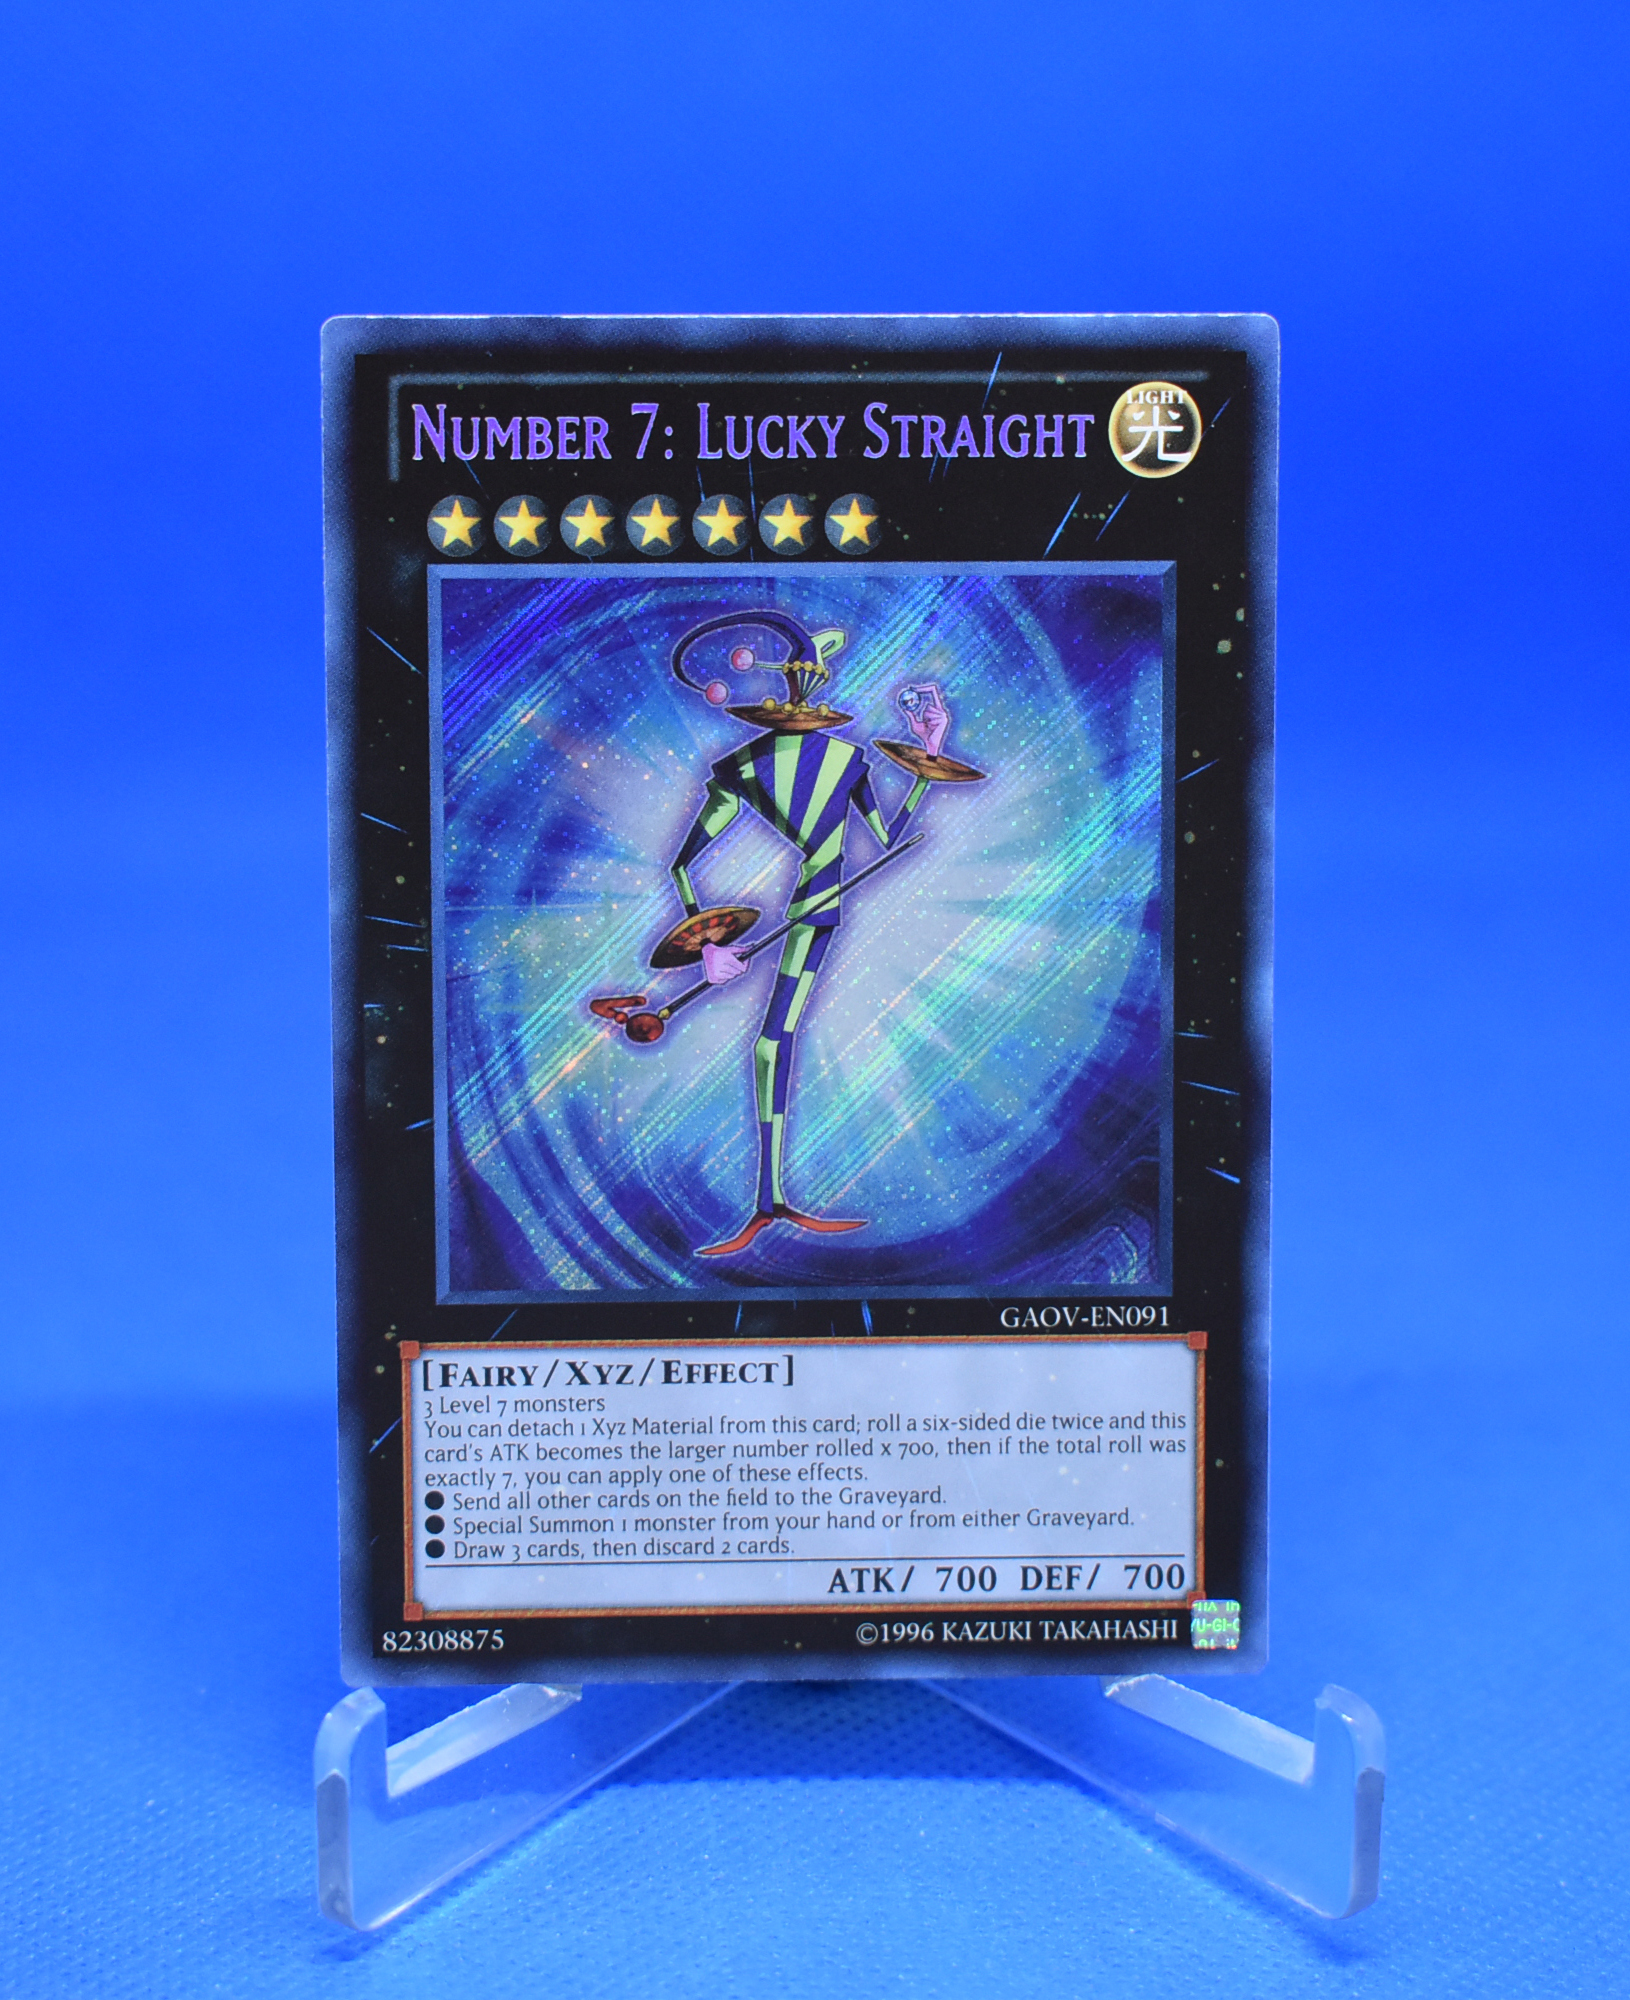 NUMBER 7: LUCKY STRAIGHT
LIGHT
光
GAOV-EN091
[FAIRY/XYZ/EFFECT]
3 Level 7 monsters
You can detach 1 Xyz Material from this card; roll a six-sided die twice and this
card's ATK becomes the larger number rolled x 700, then if the total roll was
exactly 7, you can apply one of these effects.
● Send all other cards on the field to the Graveyard.
● Special Summon 1 monster from your hand or from either Graveyard.
● Draw 3 cards, then discard 2 cards.
ATK/ 700 DEF/ 700
82308875
©1996 KAZUKI TAKAHASHI